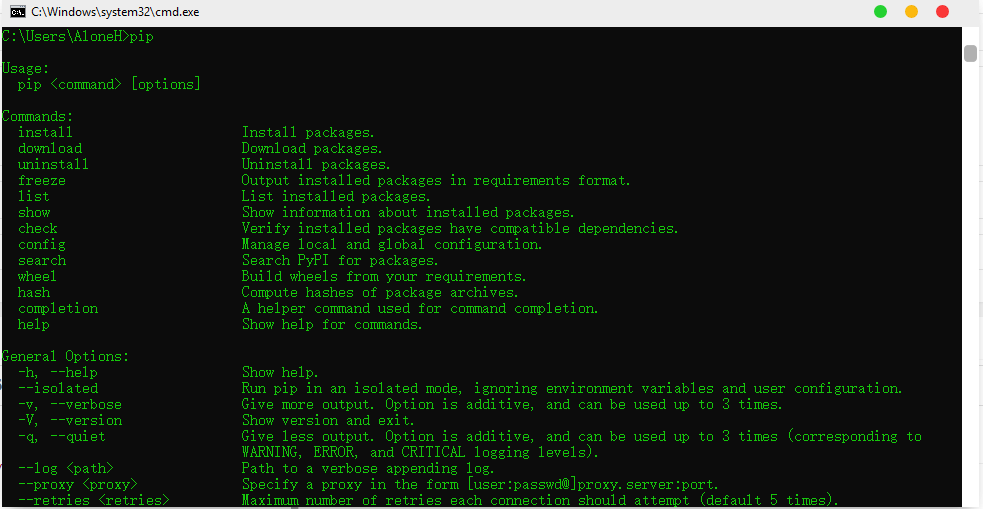 C:\Windows\system32\cmd.exe
C:\Users\AloneH>pip
Usage:
pip <command> [options]
Commands:
install Install packages.
download Download packages.
uninstall Uninstall packages.
freeze Output installed packages in requirements format.
list List installed packages.
show Show information about installed packages.
check Verify installed packages have compatible dependencies.
config Manage local and global configuration.
search Search PyPI for packages.
wheel Build wheels from your requirements.
hash Compute hashes of package archives.
completion A helper command used for command completion.
help Show help for commands.
General Options:
-h, --help Show help.
--isolated Run pip in an isolated mode, ignoring environment variables and user configuration.
-v, --verbose Give more output. Option is additive, and can be used up to 3 times.
-V, --version Show version and exit.
-q, --quiet Give less output. Option is additive, and can be used up to 3 times (corresponding to
WARNING, ERROR, and CRITICAL logging levels).
--log <path> Path to a verbose appending log.
--proxy <proxy> Specify a proxy in the form [user:passwd@]proxy.server:port.
--retries <retries> Maximum number of retries each connection should attempt (default 5 times).